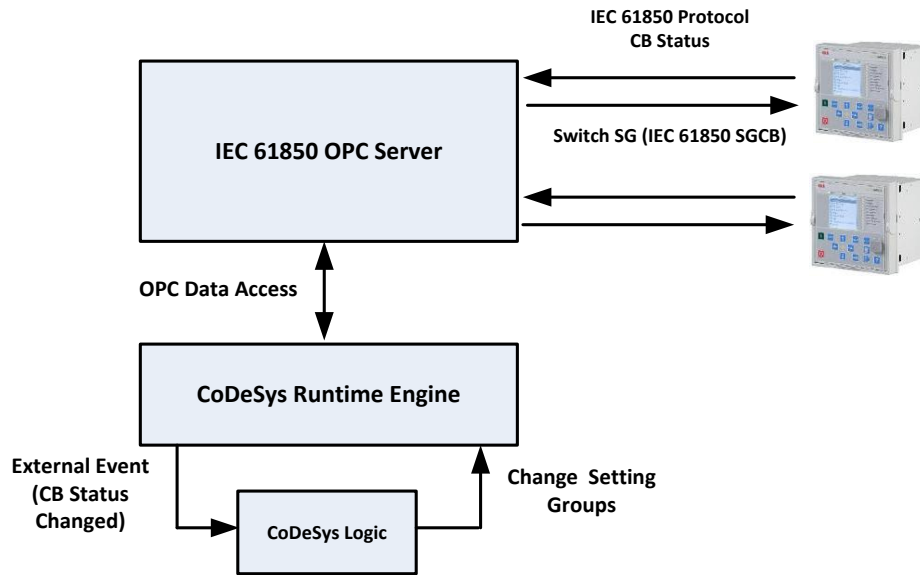 IEC 61850 Protocol
CB Status
IEC 61850 OPC Server
Switch SG (IEC 61850 SGCB)
OPC Data Access
CoDeSys Runtime Engine
External Event
(CB Status
Changed)
Change Setting
Groups
CoDeSys Logic